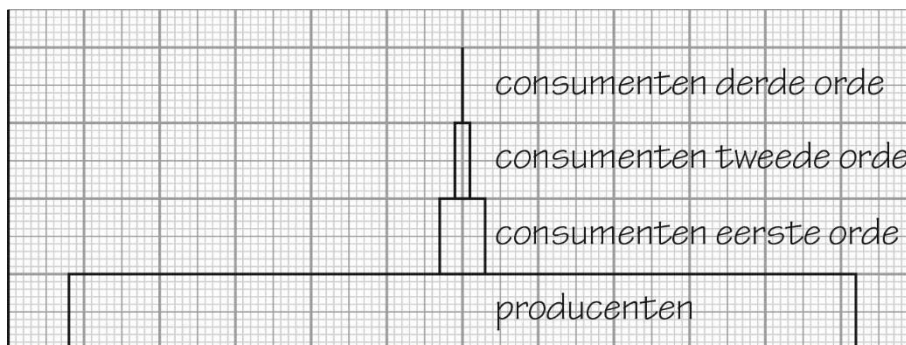 consumenten derde orde
consumenten tweede orde
consumenten eerste orde
producenten